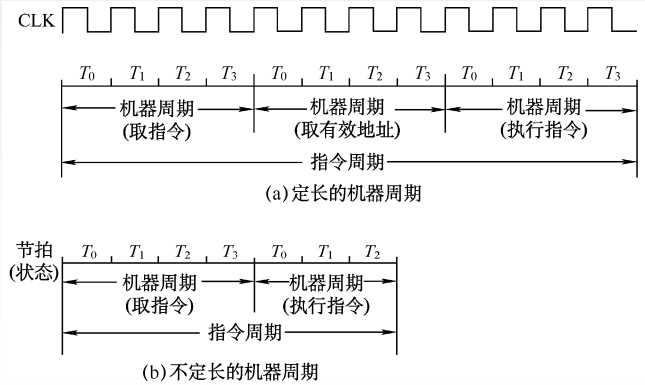 CLK
T0 T1 T2 T3 T0 T1 T2 T3 T0 T1 T2 T3
机器周期 机器周期 机器周期
(取指令) (取有效地址) (执行指令)
指令周期
(a)定长的机器周期
节拍 T0 T1 T2 T3 T0 T1 T2
(状态)
机器周期 机器周期
(取指令) (执行指令)
指令周期
(b)不定长的机器周期